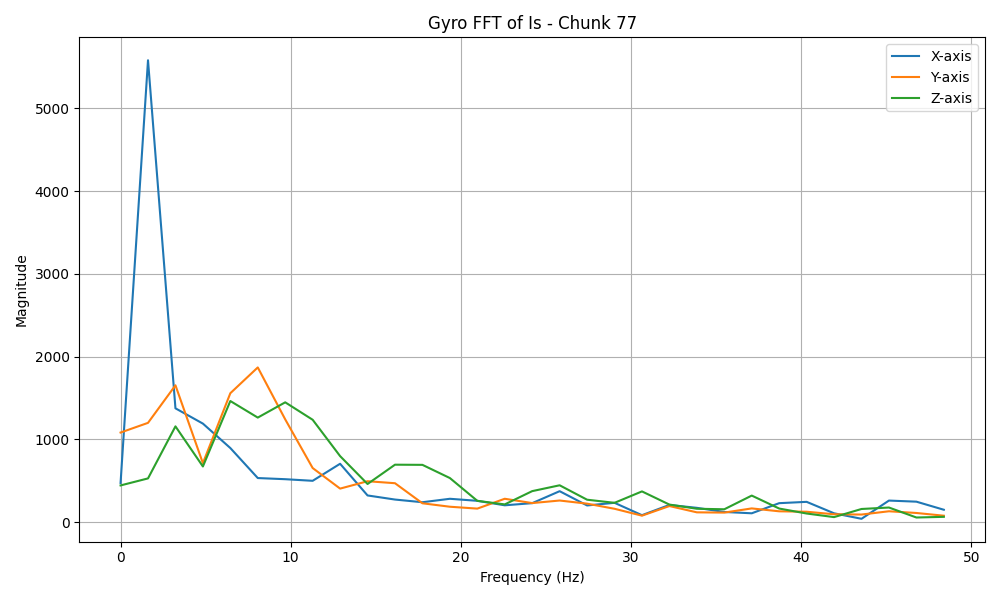 Gyro FFT of Is - Chunk 77
X-axis
Y-axis
Z-axis
Magnitude
5000
4000
3000
2000
1000
0
0 10 20 30 40 50
Frequency (Hz)